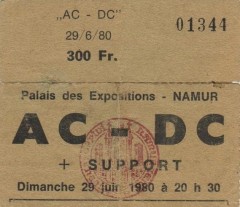 „AC - DC"
01344
29/6/80
300 Fr.
Palais des Expositions - NAMUR
AC-DC
+ SUPPORT
Dimanche 29 juin 1980 à 20 h 30